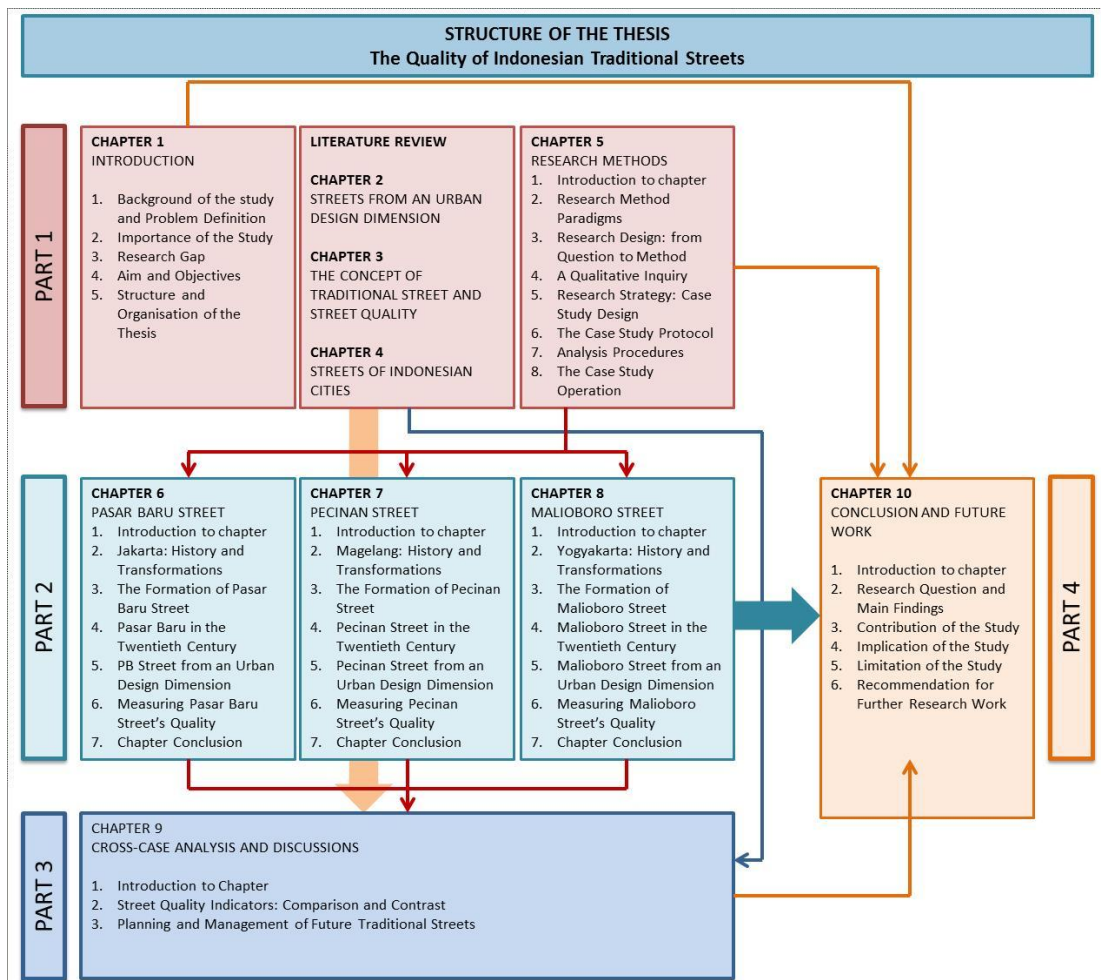 STRUCTURE OF THE THESIS
The Quality of Indonesian Traditional Streets
PART 1
CHAPTER 1
INTRODUCTION
1. Background of the study
and Problem Definition
2. Importance of the Study
3. Research Gap
4. Aim and Objectives
5. Structure and
Organisation of the
Thesis
LITERATURE REVIEW
CHAPTER 2
STREETS FROM AN URBAN
DESIGN DIMENSION
CHAPTER 3
THE CONCEPT OF
TRADITIONAL STREET AND
STREET QUALITY
CHAPTER 4
STREETS OF INDONESIAN
CITIES
CHAPTER 5
RESEARCH METHODS
1. Introduction to chapter
2. Research Method
Paradigms
3. Research Design: from
Question to Method
4. A Qualitative Inquiry
5. Research Strategy: Case
Study Design
6. The Case Study Protocol
7. Analysis Procedures
8. The Case Study
Operation
PART 2
CHAPTER 6
PASAR BARU STREET
1. Introduction to chapter
2. Jakarta: History and
Transformations
3. The Formation of Pasar
Baru Street
4. Pasar Baru in the
Twentieth Century
5. PB Street from an Urban
Design Dimension
6. Measuring Pasar Baru
Street's Quality
7. Chapter Conclusion
CHAPTER 7
PECINAN STREET
1. Introduction to chapter
2. Magelang: History and
Transformations
3. The Formation of Pecinan
Street
4. Pecinan Street in the
Twentieth Century
5. Pecinan Street from an
Urban Design Dimension
6. Measuring Pecinan
Street's Quality
7. Chapter Conclusion
CHAPTER 8
MALIOBORO STREET
1. Introduction to chapter
2. Yogyakarta: History and
Transformations
3. The Formation of
Malioboro Street
4. Malioboro Street in the
Twentieth Century
5. Malioboro Street from an
Urban Design Dimension
6. Measuring Malioboro
Street's Quality
7. Chapter Conclusion
CHAPTER 10
CONCLUSION AND FUTURE
WORK
1. Introduction to chapter
2. Research Question and
Main Findings
3. Contribution of the Study
4. Implication of the Study
5. Limitation of the Study
6. Recommendation for
Further Research Work
PART 4
PART 3
CHAPTER 9
CROSS-CASE ANALYSIS AND DISCUSSIONS
1. Introduction to Chapter
2. Street Quality Indicators: Comparison and Contrast
3. Planning and Management of Future Traditional Streets